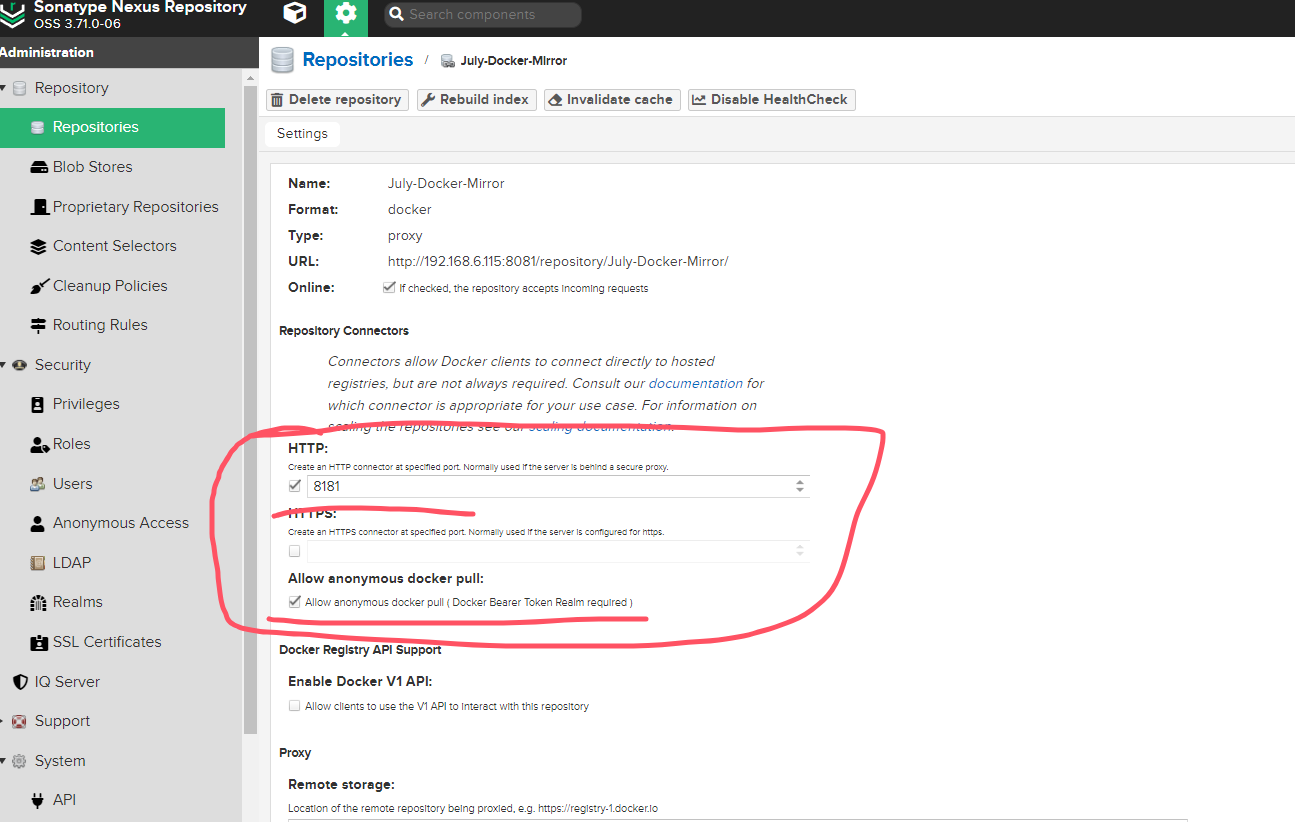 Sonatype Nexus Repository
OSS 3.71.0-06
Search components
Administration
Repository
Repositories
Blob Stores
Proprietary Repositories
Content Selectors
Cleanup Policies
Routing Rules
Security
Privileges
Roles
Users
Anonymous Access
LDAP
Realms
SSL Certificates
IQ Server
Support
System
API
Repositories / July-Docker-Mirror
Delete repository Rebuild index Invalidate cache Disable HealthCheck
Settings
Name: July-Docker-Mirror
Format: docker
Type: proxy
URL: http://192.168.6.115:8081/repository/July-Docker-Mirror/
Online: If checked, the repository accepts incoming requests
Repository Connectors
Connectors allow Docker clients to connect directly to hosted
registries, but are not always required. Consult our documentation for
which connector is appropriate for your use case. For information on
scaling the repositories see our scaling documentation.
HTTP:
Create an HTTP connector at specified port. Normally used if the server is behind a secure proxy.
8181
HTTPS:
Create an HTTPS connector at specified port. Normally used if the server is configured for https.
Allow anonymous docker pull:
Allow anonymous docker pull ( Docker Bearer Token Realm required )
Docker Registry API Support
Enable Docker V1 API:
Allow clients to use the V1 API to interact with this repository
Proxy
Remote storage:
Location of the remote repository being proxied, e.g. https://registry-1.docker.io